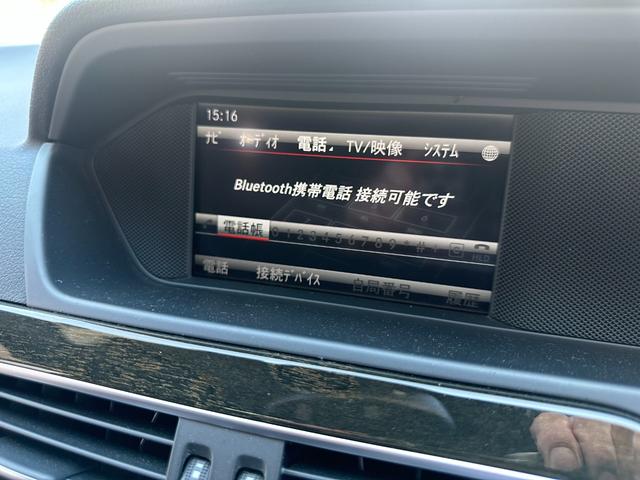 15:16
ナビ オーディオ 電話 TV/映像 システム
Bluetooth携帯電話 接続可能です
電話帳 0 1 2 3 4 5 6 7 8 9 * # + C HLD
電話 接続デバイス 自局番号 履歴